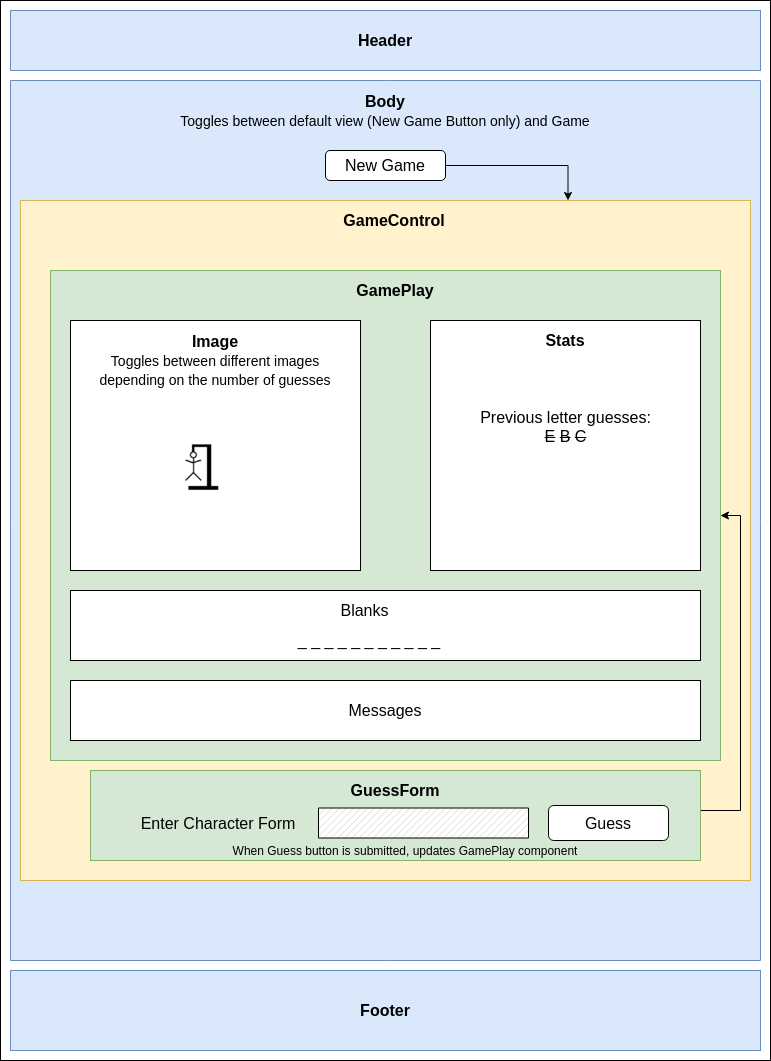 Header
Body
Toggles between default view (New Game Button only) and Game
New Game
GameControl
GamePlay
Image
Toggles between different images
depending on the number of guesses
Stats
Previous letter guesses:
E B C
Blanks
_ _ _ _ _ _ _ _ _ _ _
Messages
GuessForm
Enter Character Form
Guess
When Guess button is submitted, updates GamePlay component
Footer